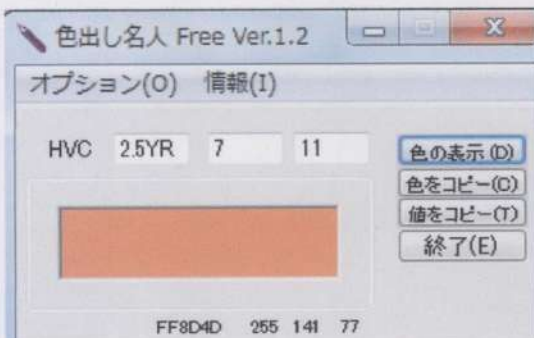 色出し名人 Free Ver.1.2
オプション(O) 情報(I)
HVC 2.5YR 7 11
色の表示(D)
色をコピー(C)
値をコピー(T)
終了(E)
FF8D4D 255 141 77